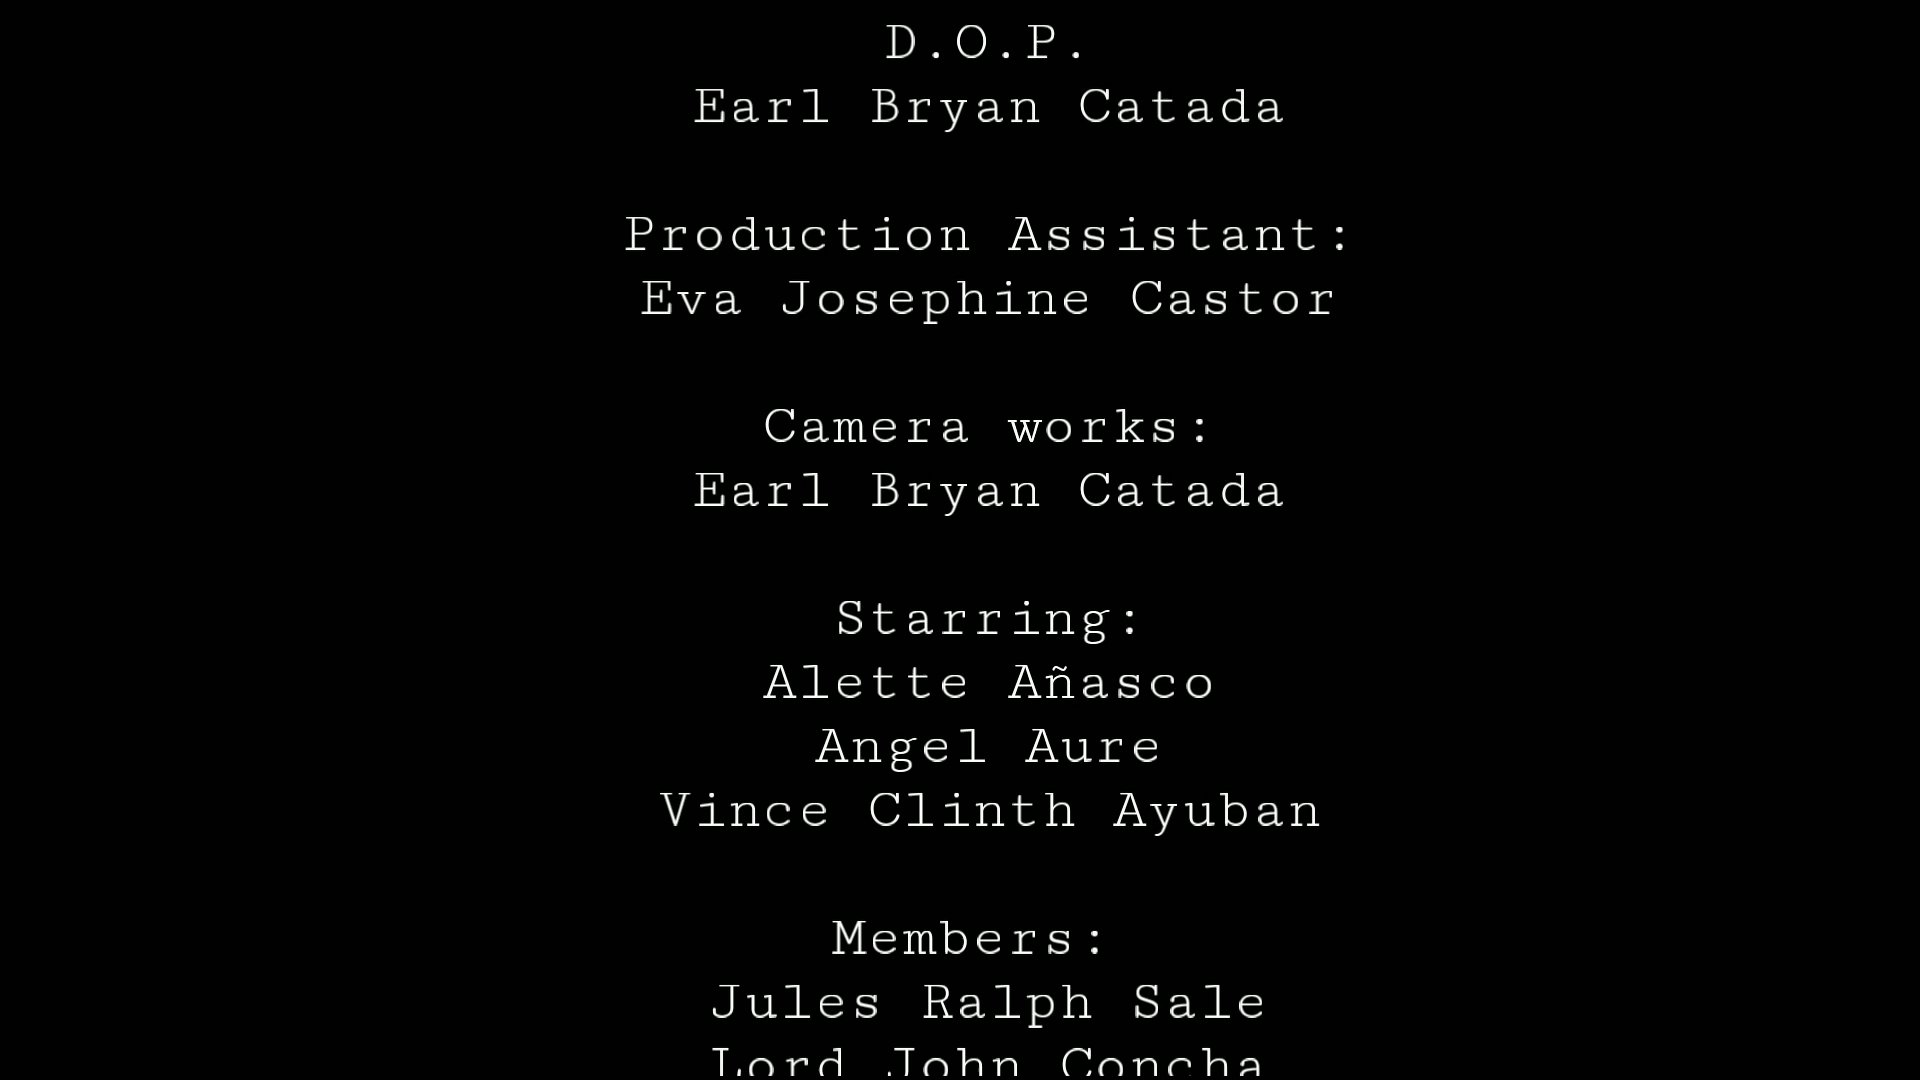 D.O.P.
Earl Bryan Catada
Production Assistant:
Eva Josephine Castor
Camera works:
Earl Bryan Catada
Starring:
Alette Añasco
Angel Aure
Vince Clinth Ayuban
Members:
Jules Ralph Sale
Lord John Concha